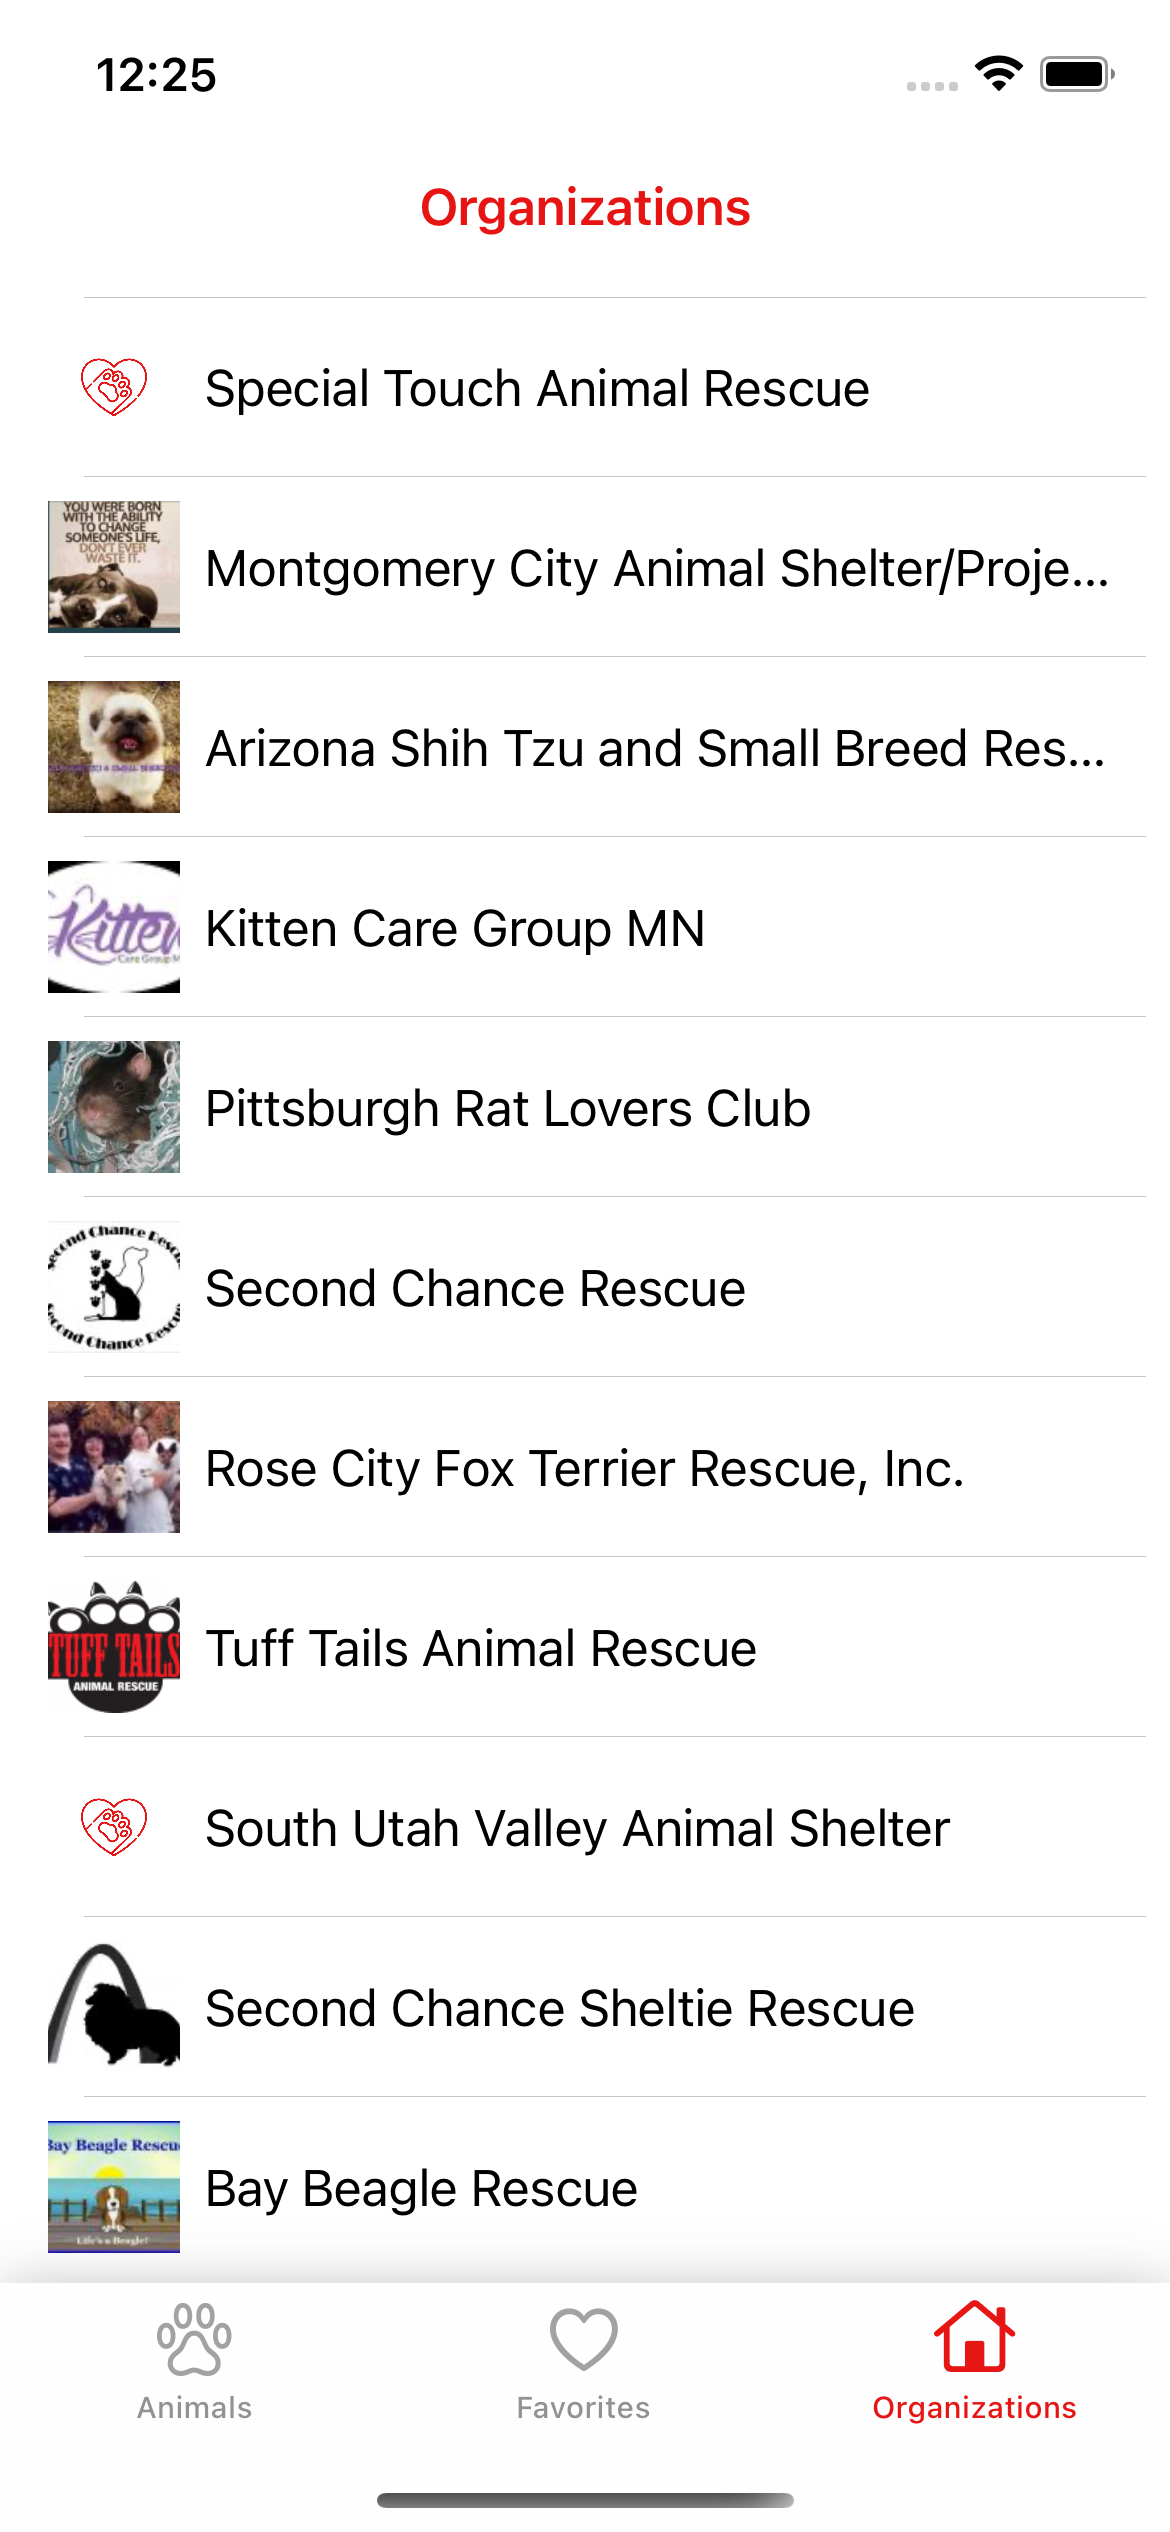 12:25
Organizations
Special Touch Animal Rescue
YOU WERE BORN
WITH THE ABILITY
TO CHANGE
SOMEONE'S LIFE,
DON'T EVER
WASTE IT.
Montgomery City Animal Shelter/Proje...
Arizona Shih Tzu and Small Breed Res...
Kitten
Care Group M
Kitten Care Group MN
Pittsburgh Rat Lovers Club
Second Chance Rescu
Second Chance Rescu
Second Chance Rescue
Rose City Fox Terrier Rescue, Inc.
TUFF TAILS
ANIMAL RESCUE
Tuff Tails Animal Rescue
South Utah Valley Animal Shelter
Second Chance Sheltie Rescue
Bay Beagle Rescue
Life's a Beagle!
Bay Beagle Rescue
Animals
Favorites
Organizations